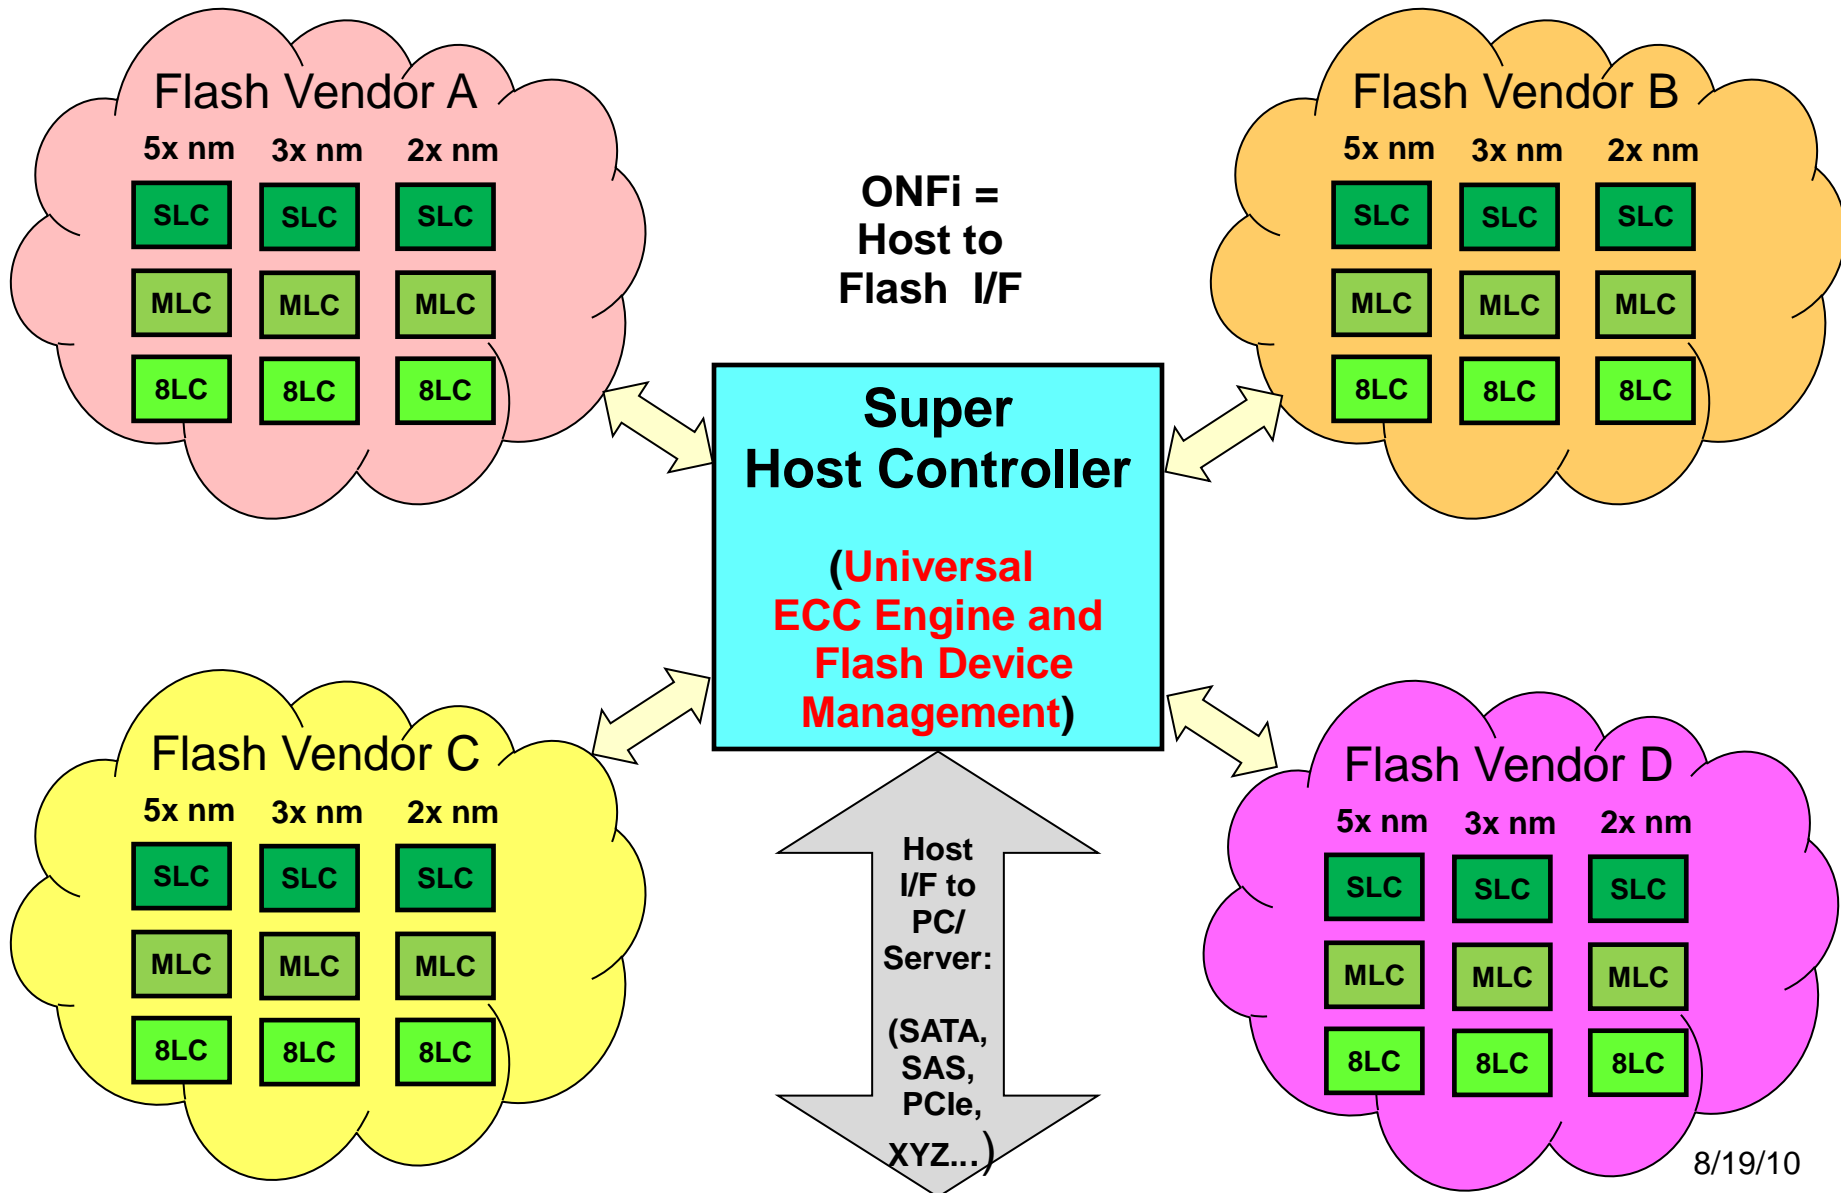 Flash Vendor A
5x nm 3x nm 2x nm
SLC SLC SLC
MLC MLC MLC
8LC 8LC 8LC
ONFi =
Host to
Flash I/F
Flash Vendor B
5x nm 3x nm 2x nm
SLC SLC SLC
MLC MLC MLC
8LC 8LC 8LC
Super
Host Controller
(Universal
ECC Engine and
Flash Device
Management)
Flash Vendor C
5x nm 3x nm 2x nm
SLC SLC SLC
MLC MLC MLC
8LC 8LC 8LC
Host
I/F to
PC/
Server:
(SATA,
SAS,
PCIe,
XYZ...)
Flash Vendor D
5x nm 3x nm 2x nm
SLC SLC SLC
MLC MLC MLC
8LC 8LC 8LC
8/19/10